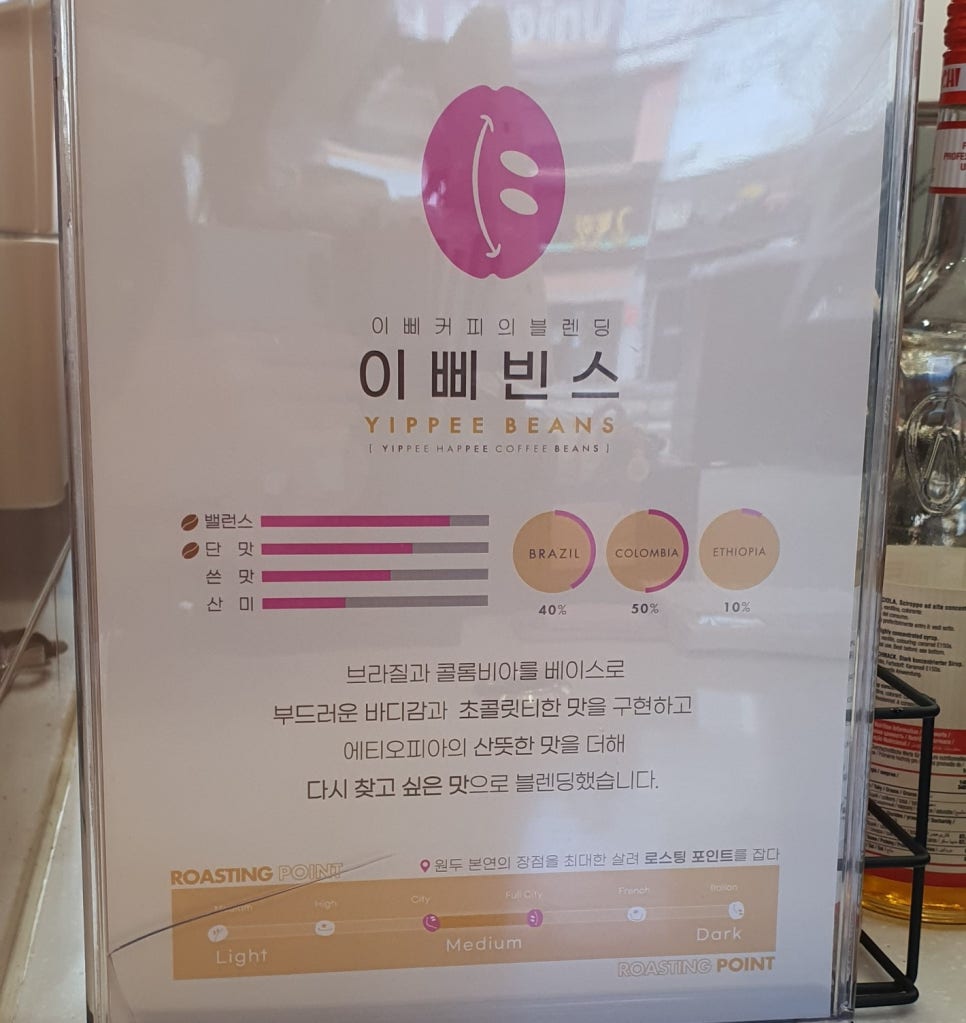 이삐커피의블렌딩
이삐빈스
YIPPEE BEANS
[ YIPPEE HAPPEE COFFEE BEANS ]
밸런스
단 맛
쓴 맛
산 미
BRAZIL
40%
COLOMBIA
50%
ETHIOPIA
10%
브라질과 콜롬비아를 베이스로
부드러운 바디감과 초콜릿티한 맛을 구현하고
에티오피아의 산뜻한 맛을 더해
다시 찾고 싶은 맛으로 블렌딩했습니다.
ROASTING POINT
원두 본연의 장점을 최대한 살려 로스팅 포인트를 잡다
Medium
High
City
Full City
French
Italian
Light
Medium
Dark
ROASTING POINT